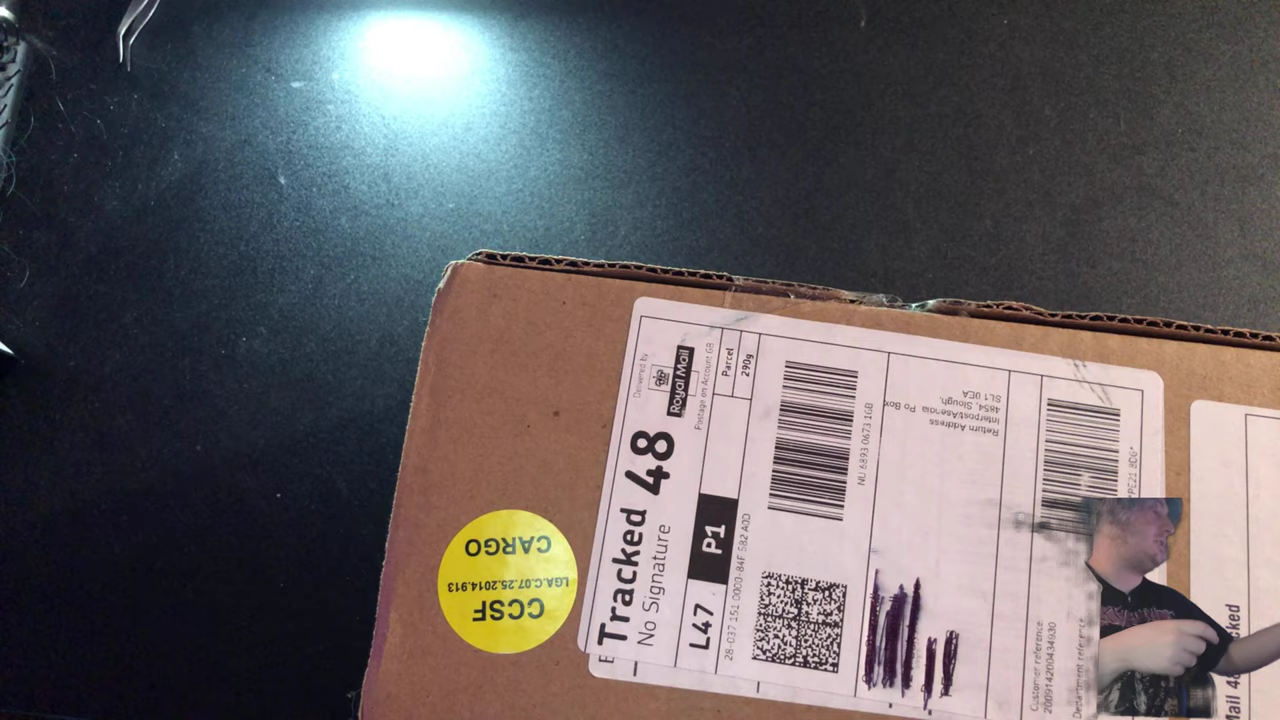 Delivered by
Royal Mail
Postage on Account GB
Tracked 48
No Signature
Parcel
290g
L47
P1
28-037 151 0000-84F 582 A0D
NU 6893 0673 1GB
Return Address
Interpost/Asendia Po Box
4854, Slough,
SL1 0EA
Customer reference:
200914200434930
Department reference:
CCSF
LGA.C.07.25.2014.913
CARGO